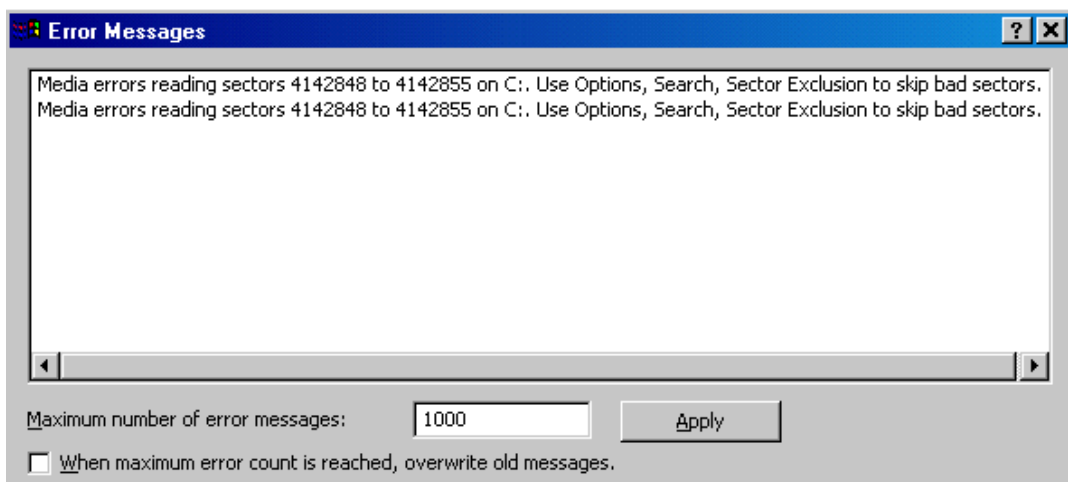 Error Messages
Media errors reading sectors 4142848 to 4142855 on C:. Use Options, Search, Sector Exclusion to skip bad sectors.
Media errors reading sectors 4142848 to 4142855 on C:. Use Options, Search, Sector Exclusion to skip bad sectors.
Maximum number of error messages: 1000 Apply
When maximum error count is reached, overwrite old messages.